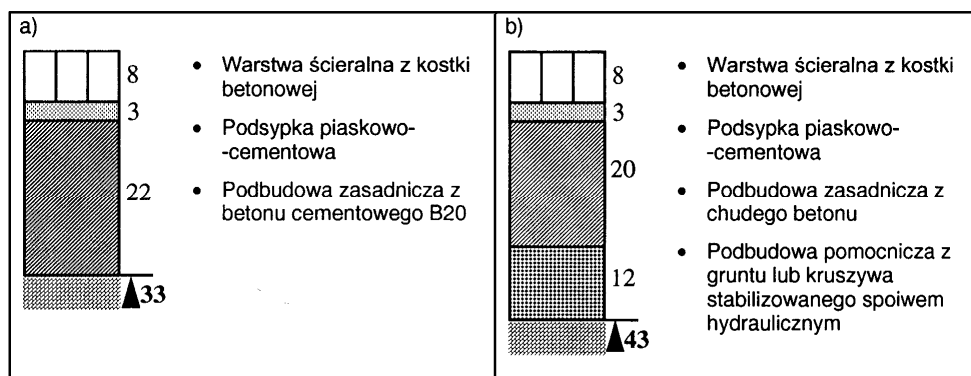 a)
8
3
22
33
• Warstwa ścieralna z kostki
betonowej
• Podsypka piaskowo-
-cementowa
• Podbudowa zasadnicza z
betonu cementowego B20
b)
8
3
20
12
43
• Warstwa ścieralna z kostki
betonowej
• Podsypka piaskowo-
-cementowa
• Podbudowa zasadnicza z
chudego betonu
• Podbudowa pomocnicza z
gruntu lub kruszywa
stabilizowanego spoiwem
hydraulicznym